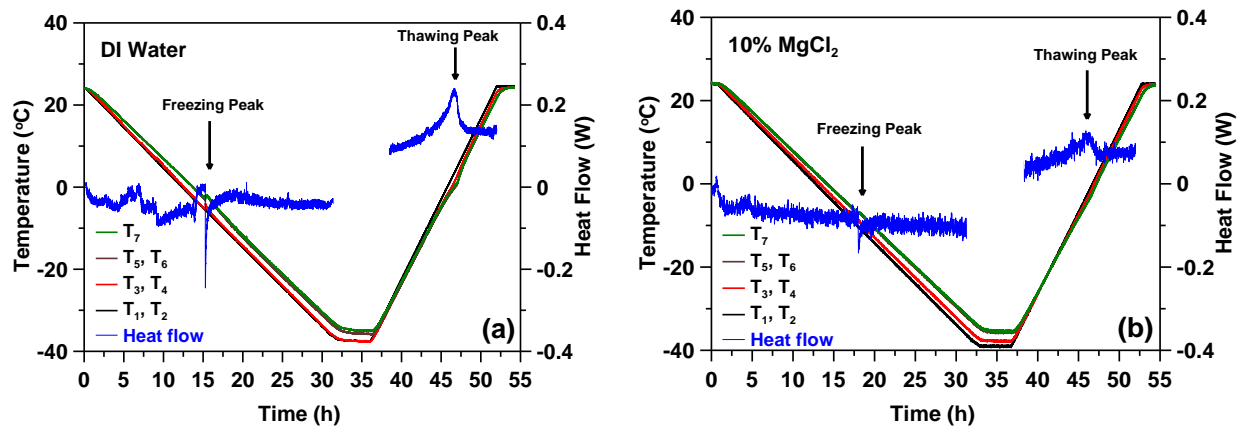 DI Water
Freezing Peak
Thawing Peak
T₇
T₅, T₆
T₃, T₄
T₁, T₂
Heat flow
(a)
Temperature (°C)
40
20
0
-20
-40
Heat Flow (W)
0.4
0.2
0
-0.2
-0.4
0 5 10 15 20 25 30 35 40 45 50 55
Time (h)
10% MgCl₂
Freezing Peak
Thawing Peak
T₇
T₅, T₆
T₃, T₄
T₁, T₂
Heat flow
(b)
Temperature (°C)
40
20
0
-20
-40
Heat Flow (W)
0.4
0.2
0
-0.2
-0.4
0 5 10 15 20 25 30 35 40 45 50 55
Time (h)